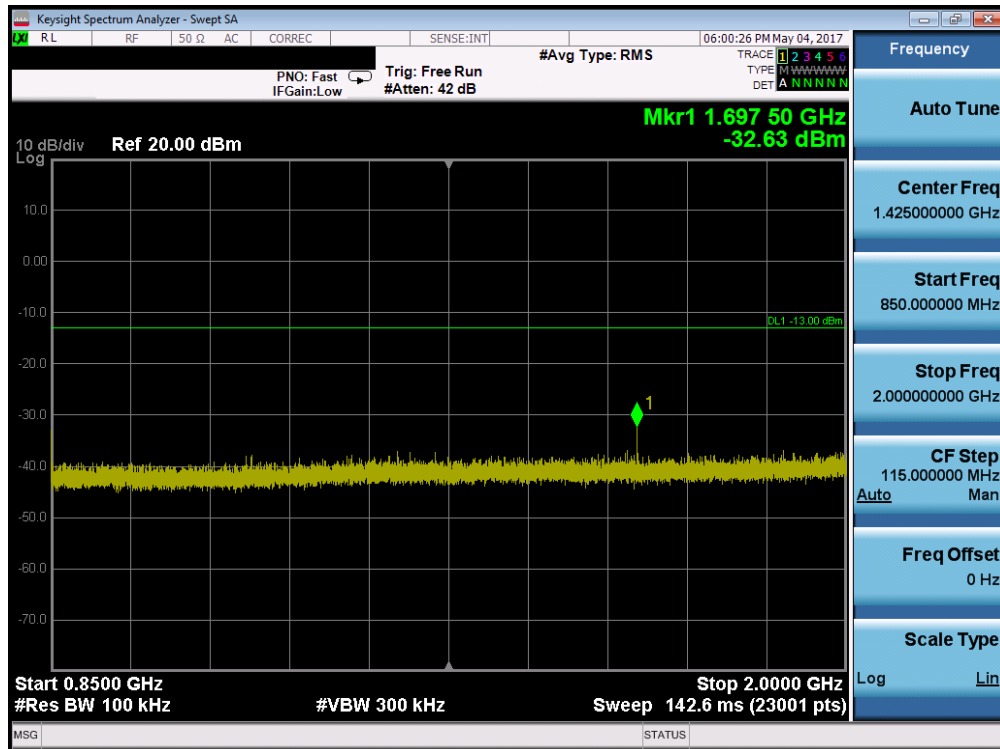 Keysight Spectrum Analyzer - Swept SA
LXI RL RF 50 Ω AC CORREC SENSE:INT 06:00:26 PM May 04, 2017
#Avg Type: RMS
TRACE 1 2 3 4 5 6
TYPE M WWWWW
DET A N N N N N
PNO: Fast
IFGain:Low
Trig: Free Run
#Atten: 42 dB
Mkr1 1.697 50 GHz
-32.63 dBm
10 dB/div
Log
Ref 20.00 dBm
10.0
0.00
-10.0
DL1 -13.00 dBm
-20.0
-30.0
1
-40.0
-50.0
-60.0
-70.0
Start 0.8500 GHz
Stop 2.0000 GHz
#Res BW 100 kHz
#VBW 300 kHz
Sweep 142.6 ms (23001 pts)
MSG
STATUS
Frequency
Auto Tune
Center Freq
1.425000000 GHz
Start Freq
850.000000 MHz
Stop Freq
2.000000000 GHz
CF Step
115.000000 MHz
Auto Man
Freq Offset
0 Hz
Scale Type
Log Lin